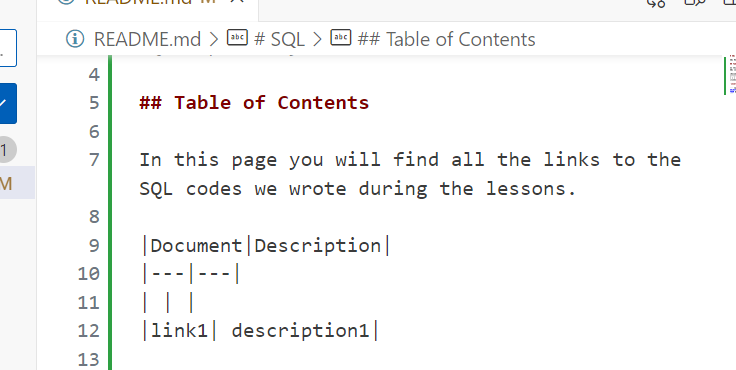 README.md M X
README.md > abc # SQL > abc ## Table of Contents
4
5 ## Table of Contents
6
7 In this page you will find all the links to the
SQL codes we wrote during the lessons.
8
9 |Document|Description|
10 |---|---|
11 | | |
12 |link1| description1|
13
1
M